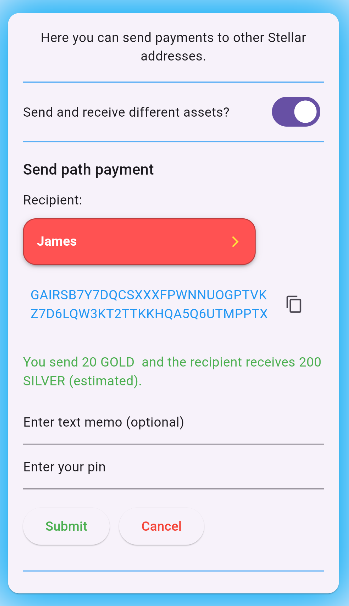 Here you can send payments to other Stellar
addresses.
Send and receive different assets?
Send path payment
Recipient:
James
GAIRSB7Y7DQCSXXXFPWNNUOGPTVK
Z7D6LQW3KT2TTKKHQA5Q6UTMPPTX
You send 20 GOLD  and the recipient receives 200
SILVER (estimated).
Enter text memo (optional)
Enter your pin
Submit Cancel